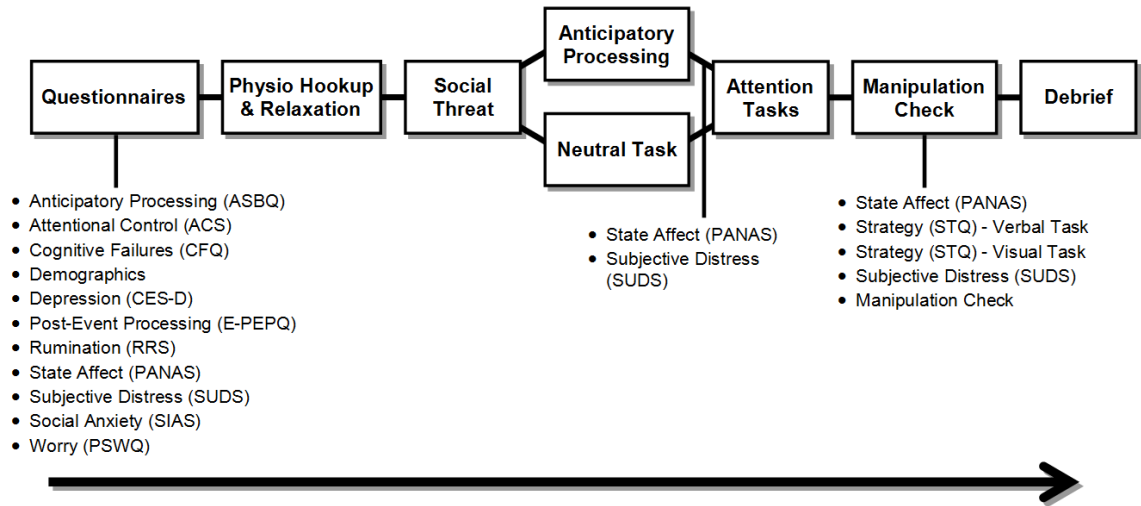 Questionnaires
Physio Hookup
& Relaxation
Social
Threat
Anticipatory
Processing
Neutral Task
Attention
Tasks
Manipulation
Check
Debrief
• Anticipatory Processing (ASBQ)
• Attentional Control (ACS)
• Cognitive Failures (CFQ)
• Demographics
• Depression (CES-D)
• Post-Event Processing (E-PEPQ)
• Rumination (RRS)
• State Affect (PANAS)
• Subjective Distress (SUDS)
• Social Anxiety (SIAS)
• Worry (PSWQ)
• State Affect (PANAS)
• Subjective Distress
(SUDS)
• State Affect (PANAS)
• Strategy (STQ) - Verbal Task
• Strategy (STQ) - Visual Task
• Subjective Distress (SUDS)
• Manipulation Check